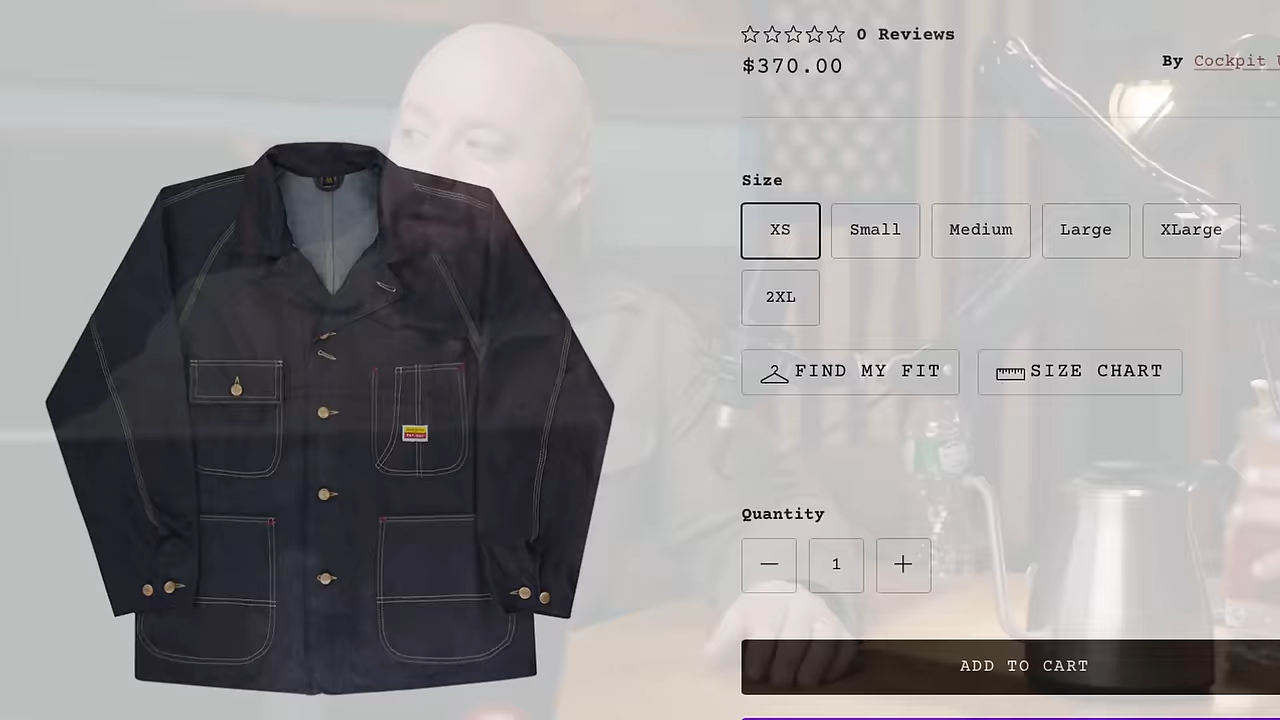 0 Reviews
$370.00
By Cockpit
Size
XS
Small
Medium
Large
XLarge
2XL
FIND MY FIT
SIZE CHART
Quantity
1
ADD TO CART